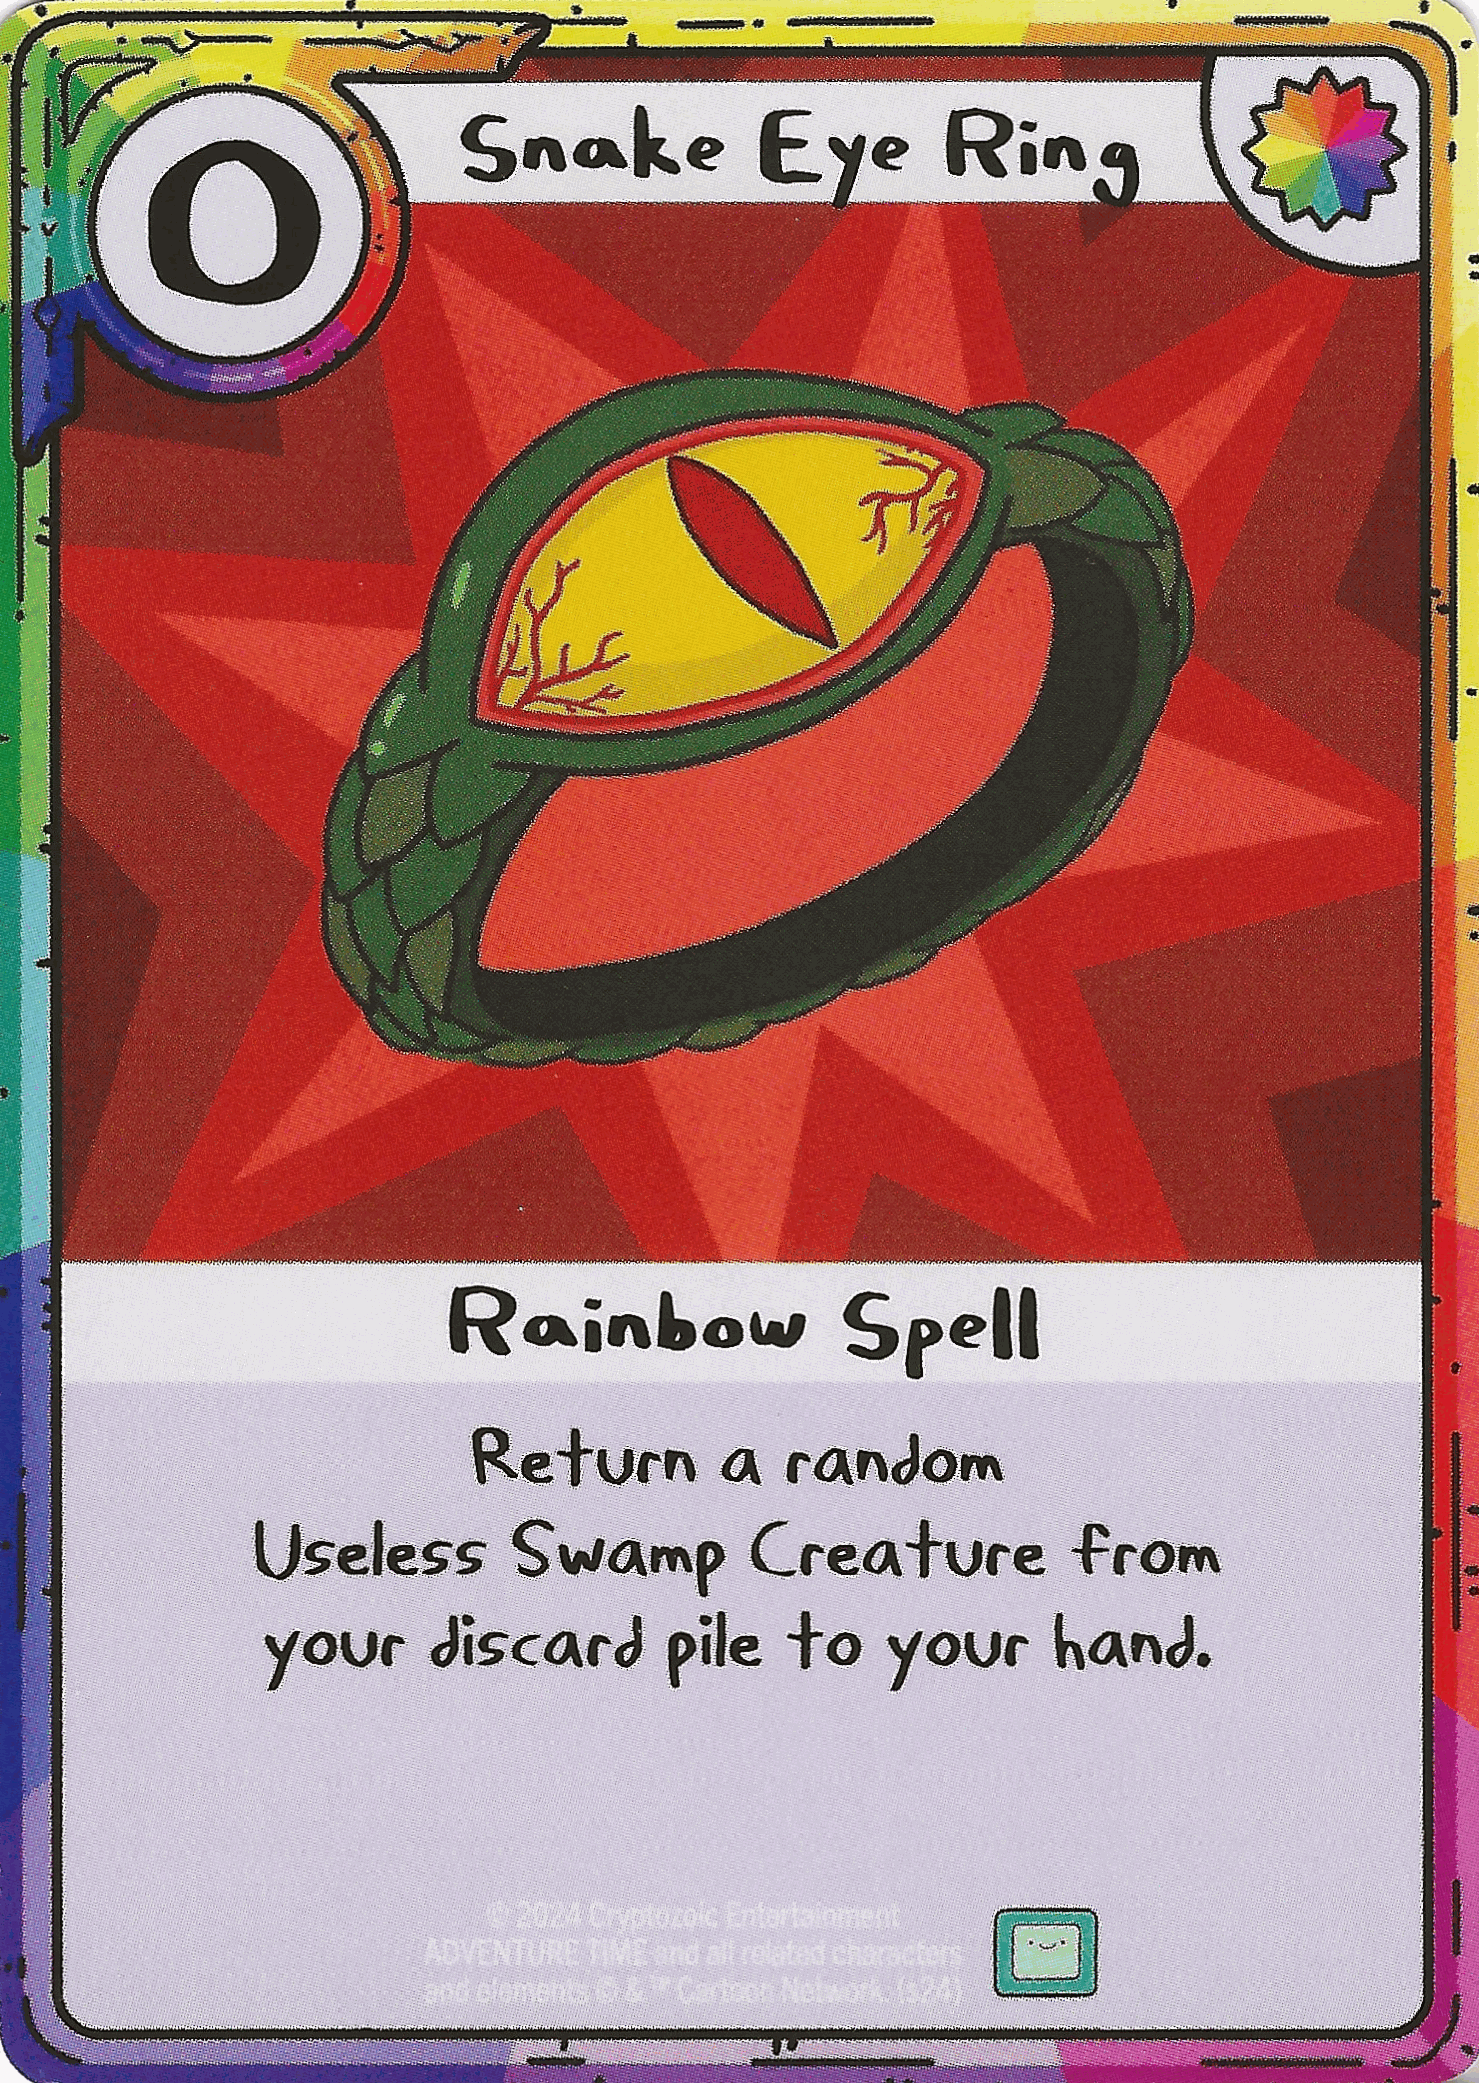 0
Snake Eye Ring
Rainbow Spell
Return a random
Useless Swamp Creature from
your discard pile to your hand.
© 2024 Cryptozoic Entertainment
ADVENTURE TIME and all related characters
and elements © & ™ Cartoon Network. (s24)